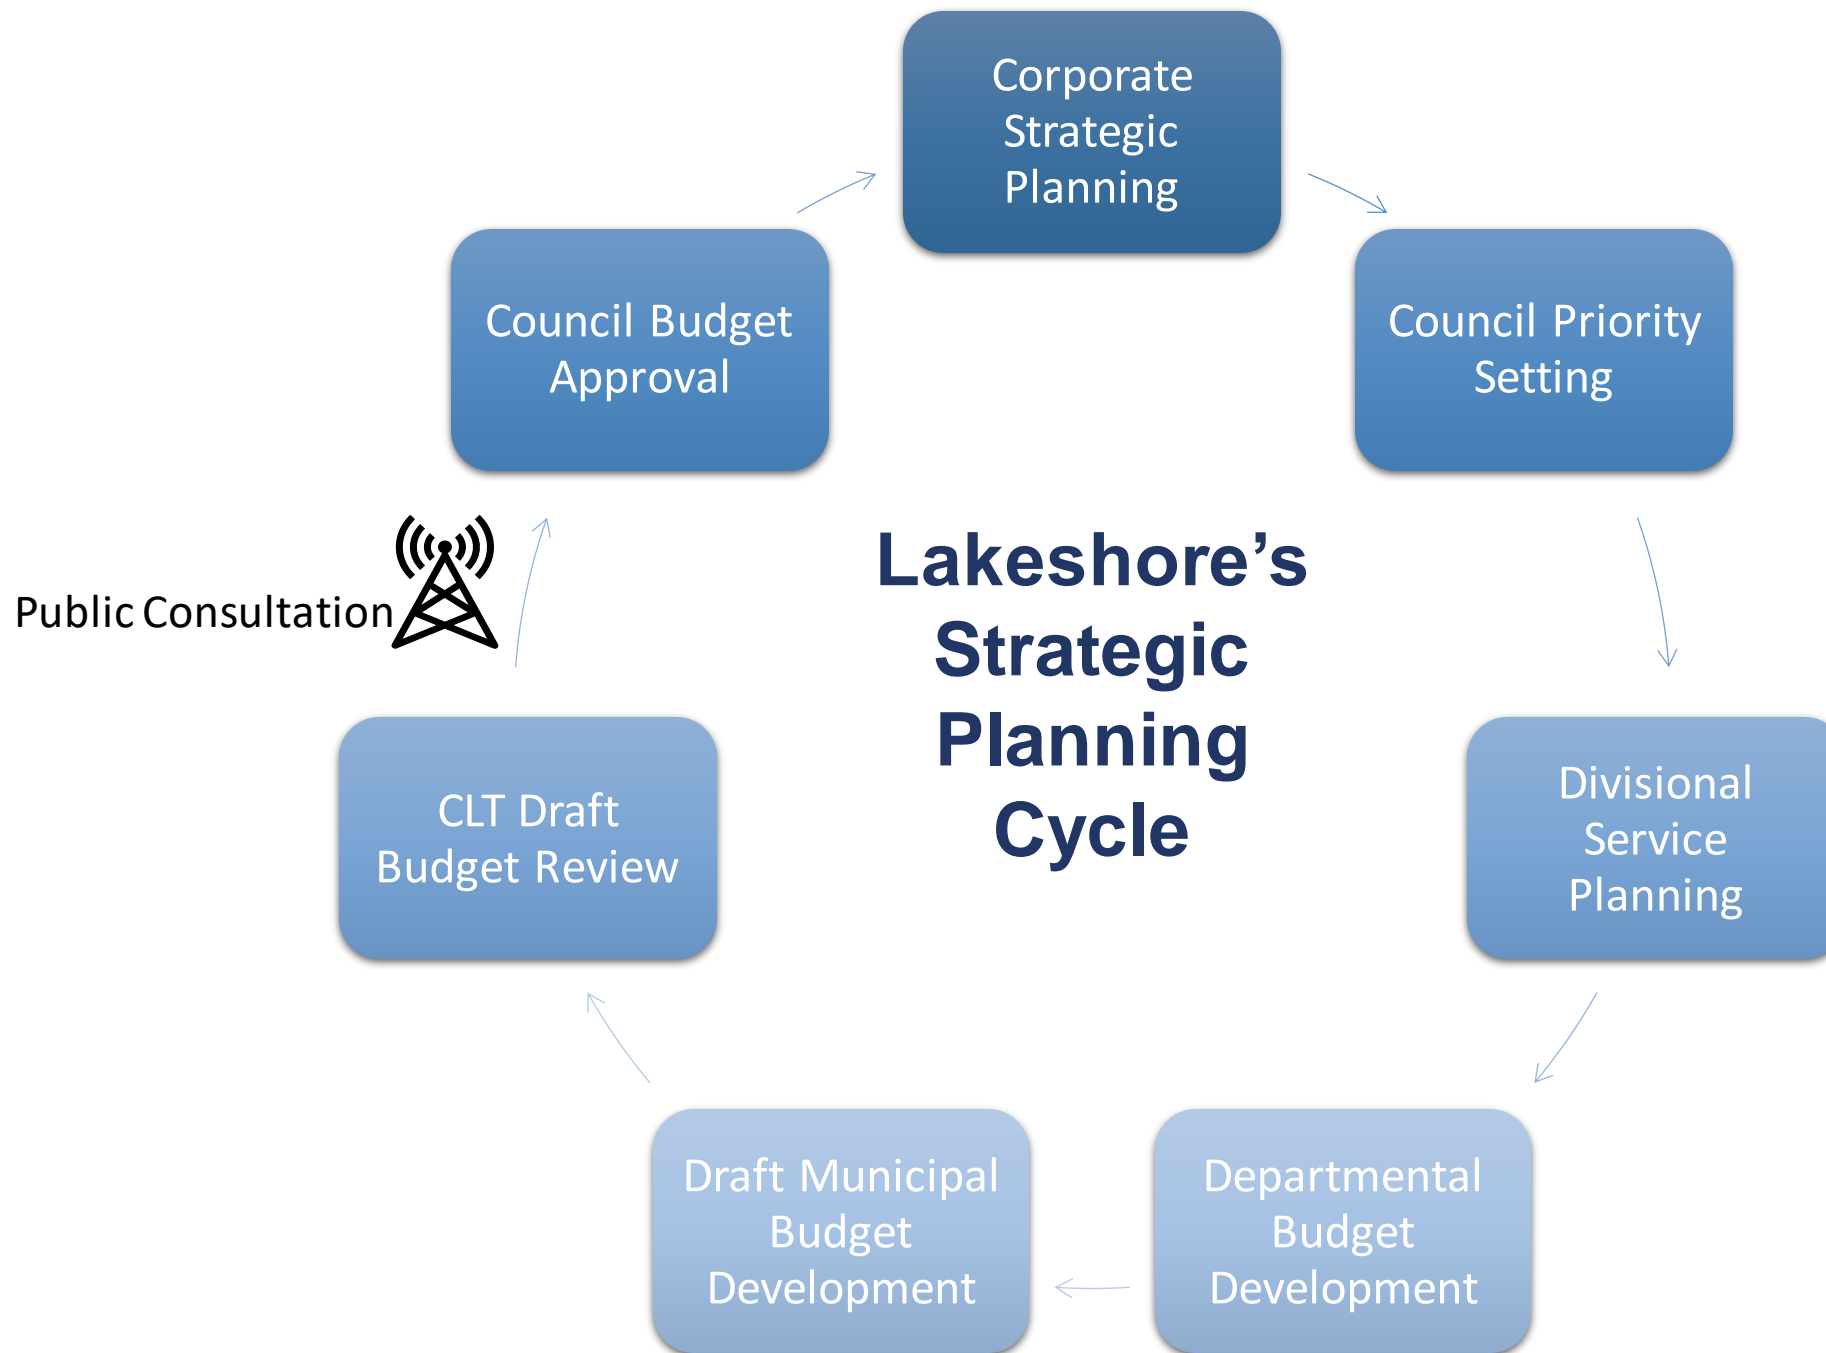 Corporate
Strategic
Planning
Council Priority
Setting
Divisional
Service
Planning
Departmental
Budget
Development
Draft Municipal
Budget
Development
CLT Draft
Budget Review
Public Consultation
Council Budget
Approval
Lakeshore’s
Strategic
Planning
Cycle